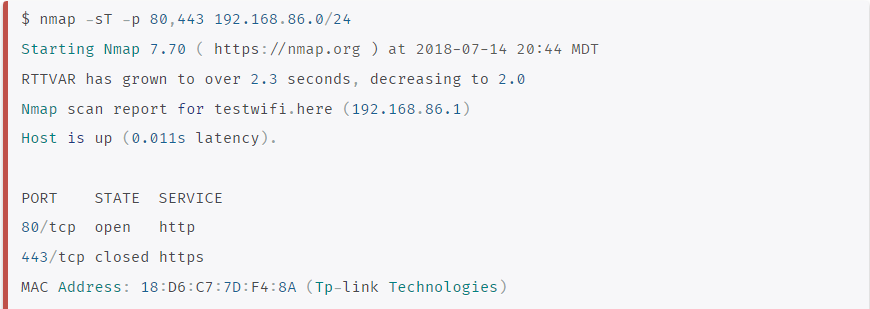 $ nmap -sT -p 80,443 192.168.86.0/24
Starting Nmap 7.70 ( https://nmap.org ) at 2018-07-14 20:44 MDT
RTTVAR has grown to over 2.3 seconds, decreasing to 2.0
Nmap scan report for testwifi.here (192.168.86.1)
Host is up (0.011s latency).
PORT    STATE  SERVICE
80/tcp  open   http
443/tcp closed https
MAC Address: 18:D6:C7:7D:F4:8A (Tp-link Technologies)